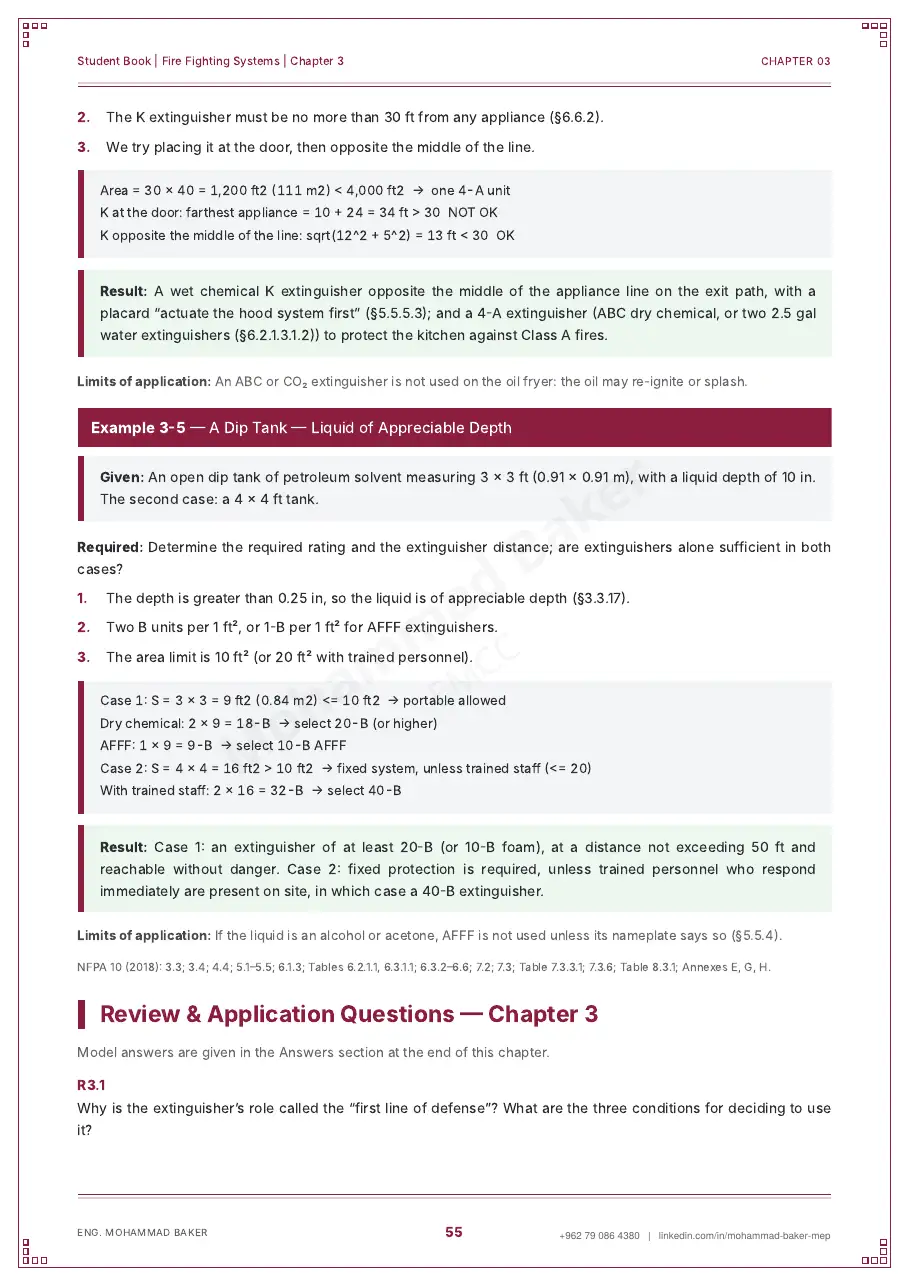 Student Book | Fire Fighting Systems | Chapter 3
CHAPTER 03
2. The K extinguisher must be no more than 30 ft from any appliance (§6.6.2).
3. We try placing it at the door, then opposite the middle of the line.
Area = 30 × 40 = 1,200 ft2 (111 m2) < 4,000 ft2 → one 4-A unit
K at the door: farthest appliance = 10 + 24 = 34 ft > 30 NOT OK
K opposite the middle of the line: sqrt(12^2 + 5^2) = 13 ft < 30 OK
Result: A wet chemical K extinguisher opposite the middle of the appliance line on the exit path, with a
placard “actuate the hood system first” (§5.5.5.3); and a 4-A extinguisher (ABC dry chemical, or two 2.5 gal
water extinguishers (§6.2.1.3.1.2)) to protect the kitchen against Class A fires.
Limits of application: An ABC or CO₂ extinguisher is not used on the oil fryer: the oil may re-ignite or splash.
Example 3-5 — A Dip Tank — Liquid of Appreciable Depth
Given: An open dip tank of petroleum solvent measuring 3 × 3 ft (0.91 × 0.91 m), with a liquid depth of 10 in.
The second case: a 4 × 4 ft tank.
Required: Determine the required rating and the extinguisher distance; are extinguishers alone sufficient in both
cases?
1. The depth is greater than 0.25 in, so the liquid is of appreciable depth (§3.3.17).
2. Two B units per 1 ft², or 1-B per 1 ft² for AFFF extinguishers.
3. The area limit is 10 ft² (or 20 ft² with trained personnel).
Case 1: S = 3 × 3 = 9 ft2 (0.84 m2) <= 10 ft2 → portable allowed
Dry chemical: 2 × 9 = 18-B → select 20-B (or higher)
AFFF: 1 × 9 = 9-B → select 10-B AFFF
Case 2: S = 4 × 4 = 16 ft2 > 10 ft2 → fixed system, unless trained staff (<= 20)
With trained staff: 2 × 16 = 32-B → select 40-B
Result: Case 1: an extinguisher of at least 20-B (or 10-B foam), at a distance not exceeding 50 ft and
reachable without danger. Case 2: fixed protection is required, unless trained personnel who respond
immediately are present on site, in which case a 40-B extinguisher.
Limits of application: If the liquid is an alcohol or acetone, AFFF is not used unless its nameplate says so (§5.5.4).
NFPA 10 (2018): 3.3; 3.4; 4.4; 5.1–5.5; 6.1.3; Tables 6.2.1.1, 6.3.1.1; 6.3.2–6.6; 7.2; 7.3; Table 7.3.3.1; 7.3.6; Table 8.3.1; Annexes E, G, H.
Review & Application Questions — Chapter 3
Model answers are given in the Answers section at the end of this chapter.
R3.1
Why is the extinguisher’s role called the “first line of defense”? What are the three conditions for deciding to use
it?
Mohammad Baker
SMCC
ENG. MOHAMMAD BAKER
55
+962 79 086 4380 | linkedin.com/in/mohammad-baker-mep